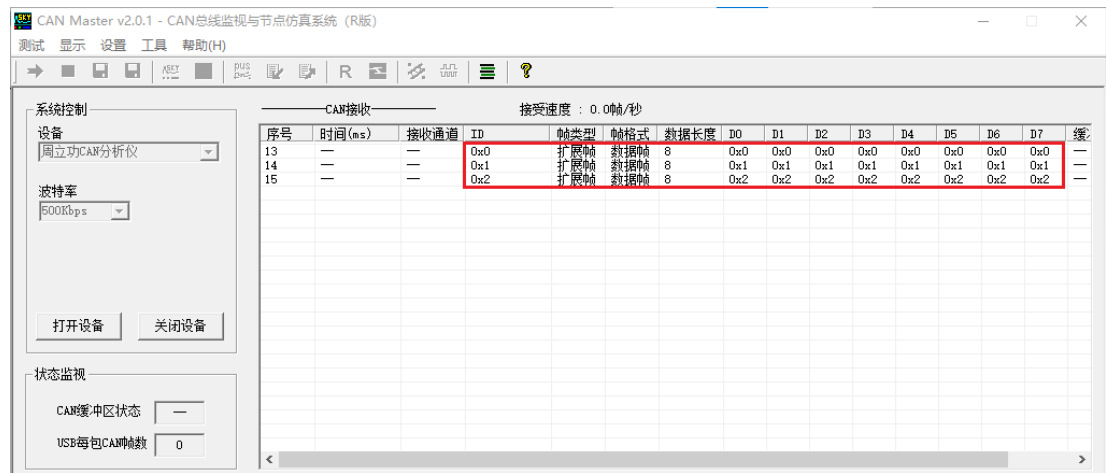 CAN Master v2.0.1 - CAN总线监视与节点仿真系统（R版）
测试 显示 设置 工具 帮助(H)
系统控制
设备
周立功CAN分析仪
波特率
500Kbps
打开设备 关闭设备
状态监视
CAN缓冲区状态 —
USB每包CAN帧数 0
CAN接收 接受速度 : 0.0帧/秒
序号 时间(ms) 接收通道 ID 帧类型 帧格式 数据长度 D0 D1 D2 D3 D4 D5 D6 D7
13 — — 0x0 扩展帧 数据帧 8 0x0 0x0 0x0 0x0 0x0 0x0 0x0 0x0 —
14 — — 0x1 扩展帧 数据帧 8 0x1 0x1 0x1 0x1 0x1 0x1 0x1 0x1 —
15 — — 0x2 扩展帧 数据帧 8 0x2 0x2 0x2 0x2 0x2 0x2 0x2 0x2 —